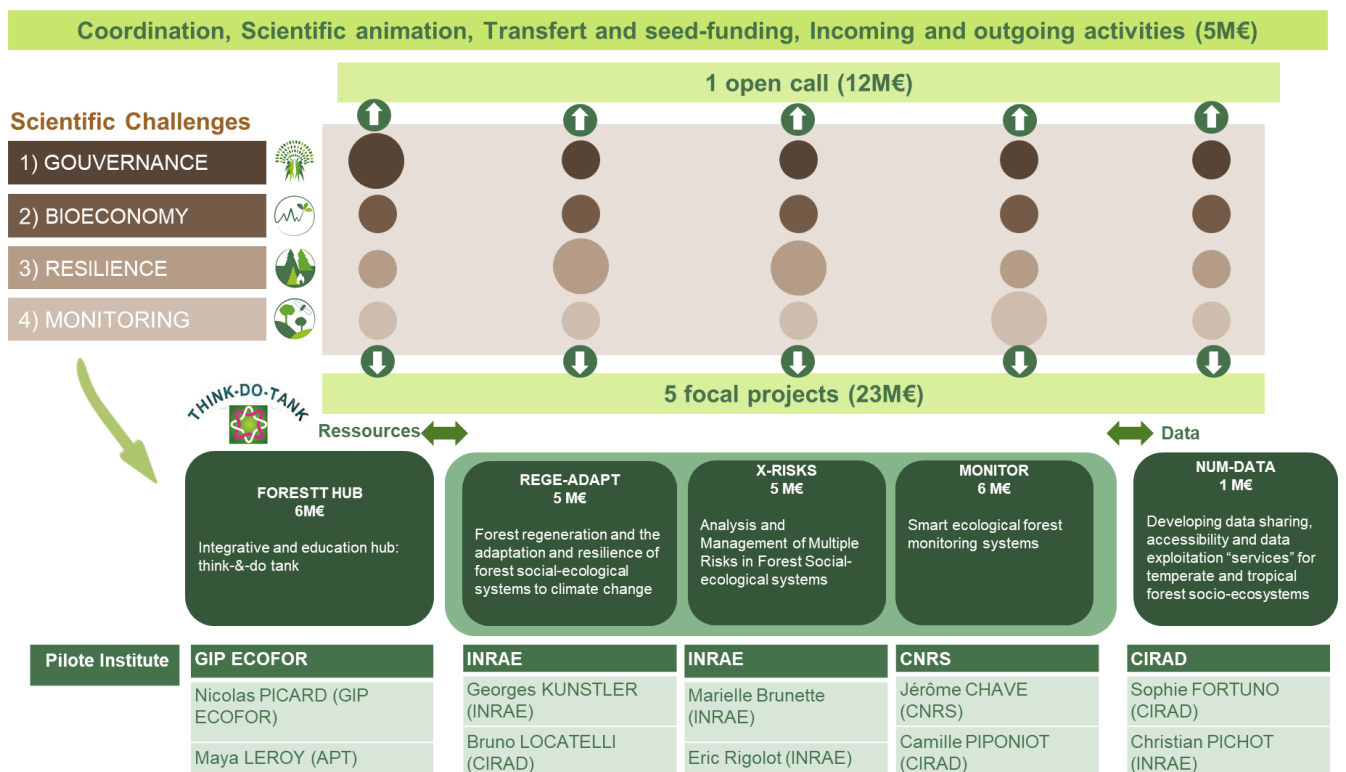 Coordination, Scientific animation, Transfert and seed-funding, Incoming and outgoing activities (5M€)
1 open call (12M€)
Scientific Challenges
1) GOUVERNANCE
2) BIOECONOMY
3) RESILIENCE
4) MONITORING
5 focal projects (23M€)
THINK-DO-TANK
Ressources
Data
FORESTT HUB
6M€
Integrative and education hub:
think-&-do tank
REGE-ADAPT
5 M€
Forest regeneration and the
adaptation and resilience of
forest social-ecological
systems to climate change
X-RISKS
5 M€
Analysis and
Management of Multiple
Risks in Forest Social-
ecological systems
MONITOR
6 M€
Smart ecological forest
monitoring systems
NUM-DATA
1 M€
Developing data sharing,
accessibility and data
exploitation “services” for
temperate and tropical
forest socio-ecosystems
Pilote Institute
GIP ECOFOR
Nicolas PICARD (GIP
ECOFOR)
Maya LEROY (APT)
INRAE
Georges KUNSTLER
(INRAE)
Bruno LOCATELLI
(CIRAD)
INRAE
Marielle Brunette
(INRAE)
Eric Rigolot (INRAE)
CNRS
Jérôme CHAVE
(CNRS)
Camille PIPONIOT
(CIRAD)
CIRAD
Sophie FORTUNO
(CIRAD)
Christian PICHOT
(INRAE)